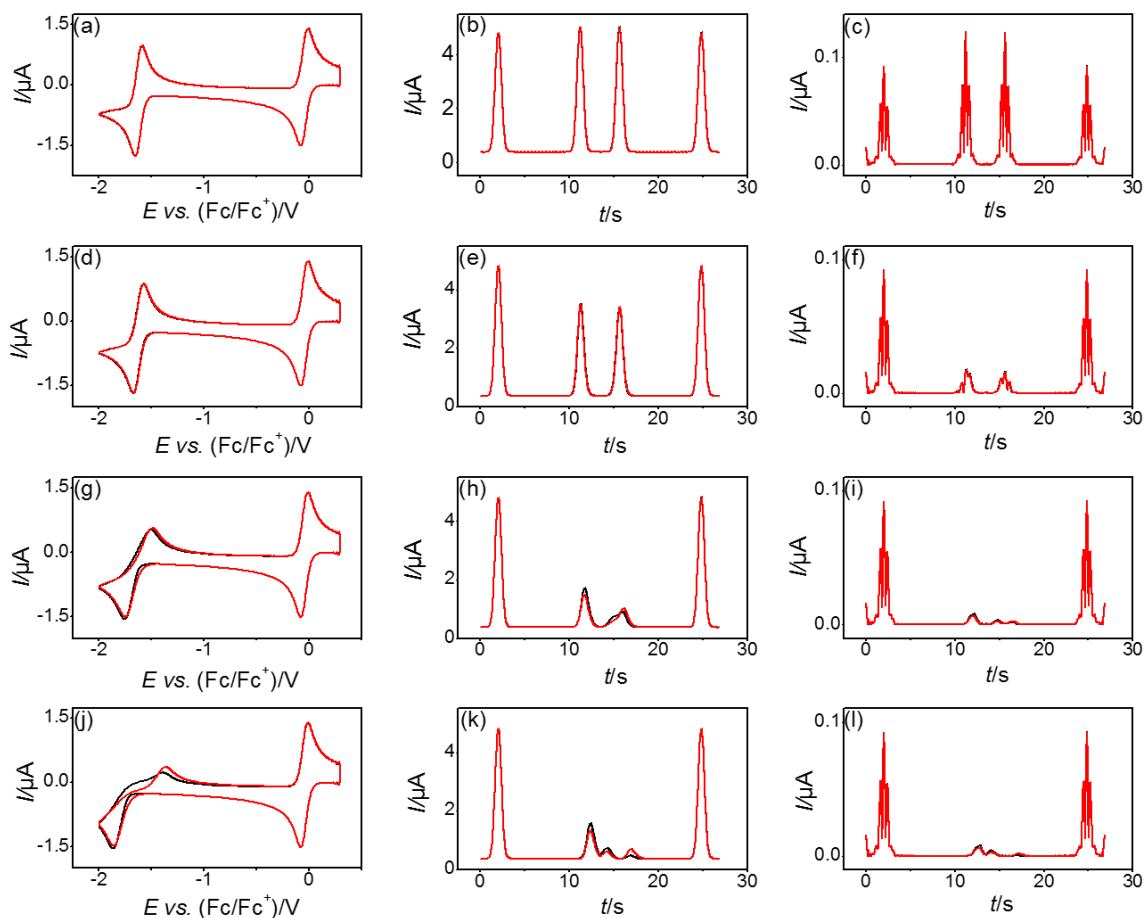 (a) (b) (c)
1.5 0.0 -1.5
I/μA
-2 -1 0
E vs. (Fc/Fc⁺)/V
4 2 0
I/μA
0 10 20 30
t/s
0.1 0.0
I/μA
0 10 20 30
t/s
(d) (e) (f)
1.5 0.0 -1.5
I/μA
-2 -1 0
E vs. (Fc/Fc⁺)/V
4 2 0
I/μA
0 10 20 30
t/s
0.1 0.0
I/μA
0 10 20 30
t/s
(g) (h) (i)
1.5 0.0 -1.5
I/μA
-2 -1 0
E vs. (Fc/Fc⁺)/V
4 2 0
I/μA
0 10 20 30
t/s
0.1 0.0
I/μA
0 10 20 30
t/s
(j) (k) (l)
1.5 0.0 -1.5
I/μA
-2 -1 0
E vs. (Fc/Fc⁺)/V
4 2 0
I/μA
0 10 20 30
t/s
0.1 0.0
I/μA
0 10 20 30
t/s